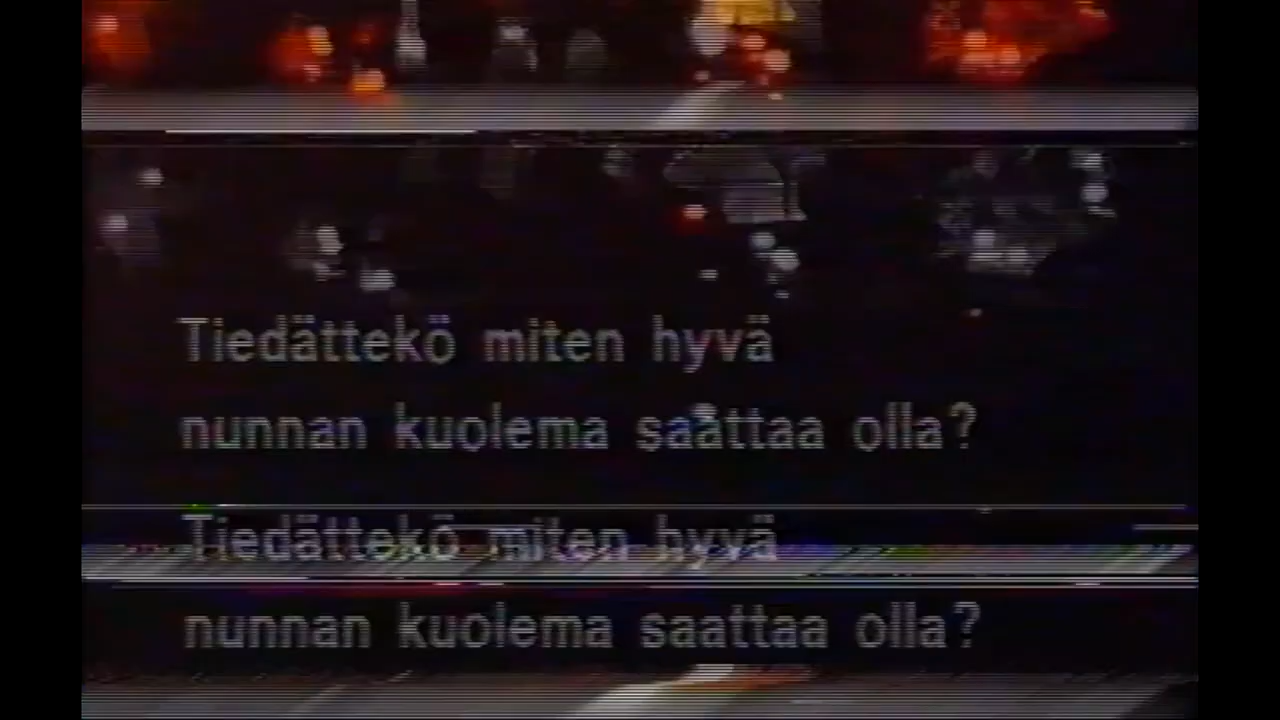 Tiedättekö miten hyvä
nunnan kuolema saattaa olla?
Tiedättekö miten hyvä
nunnan kuolema saattaa olla?